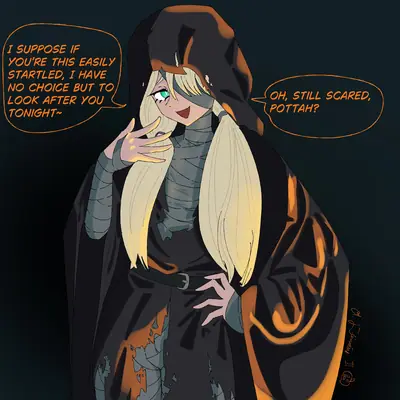 I SUPPOSE IF
YOU'RE THIS EASILY
STARTLED, I HAVE
NO CHOICE BUT TO
LOOK AFTER YOU
TONIGHT~
OH, STILL SCARED,
POTTAH?